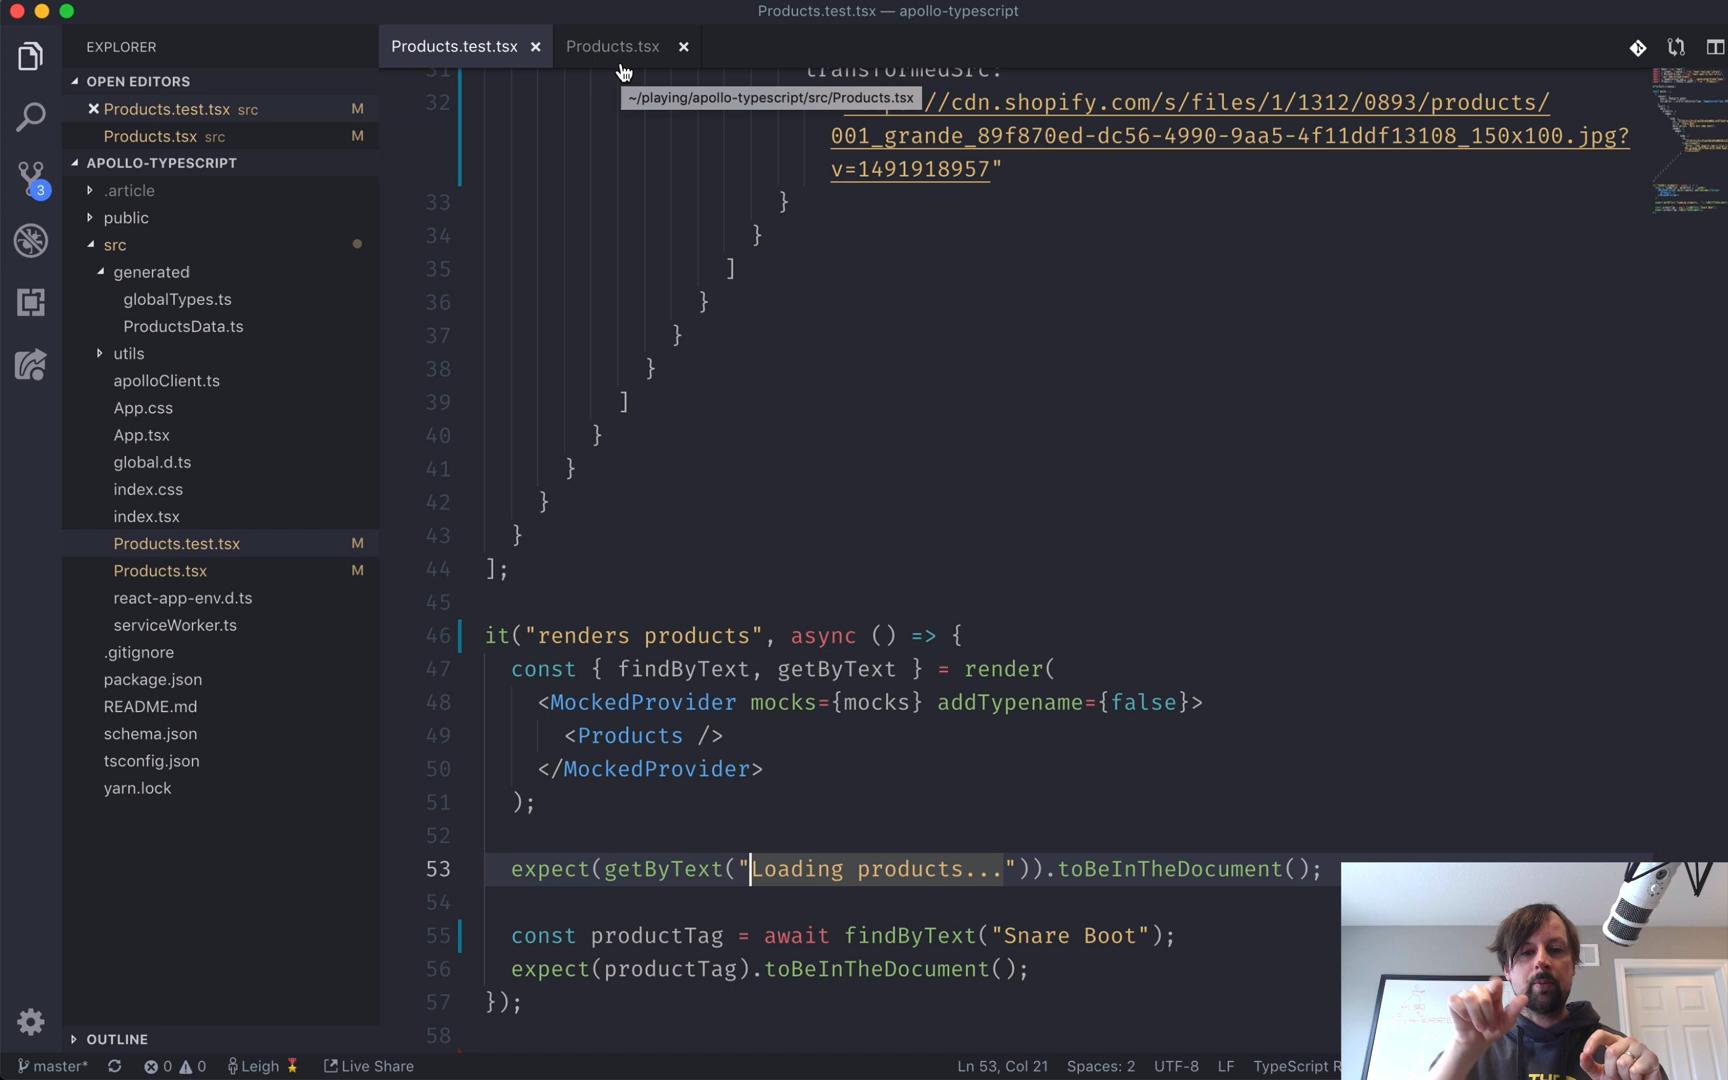 Products.test.tsx — apollo-typescript
EXPLORER
Products.test.tsx ×
Products.tsx ×
OPEN EDITORS
× Products.test.tsx src M
Products.tsx src M
APOLLO-TYPESCRIPT
.article
public
src
generated
globalTypes.ts
ProductsData.ts
utils
apolloClient.ts
App.css
App.tsx
global.d.ts
index.css
index.tsx
Products.test.tsx M
Products.tsx M
react-app-env.d.ts
serviceWorker.ts
.gitignore
package.json
README.md
schema.json
tsconfig.json
yarn.lock
OUTLINE
3
~/playing/apollo-typescript/src/Products.tsx
31 transformedSrc:
32 //cdn.shopify.com/s/files/1/1312/0893/products/
001_grande_89f870ed-dc56-4990-9aa5-4f11ddf13108_150x100.jpg?
v=1491918957"
33 }
34 }
35 ]
36 }
37 }
38 }
39 ]
40 }
41 }
42 }
43 }
44 ];
45
46 it("renders products", async () => {
47 const { findByText, getByText } = render(
48 <MockedProvider mocks={mocks} addTypename={false}>
49 <Products />
50 </MockedProvider>
51 );
52
53 expect(getByText("Loading products...")).toBeInTheDocument();
54
55 const productTag = await findByText("Snare Boot");
56 expect(productTag).toBeInTheDocument();
57 });
58
master* 0 0 Leigh Live Share Ln 53, Col 21 Spaces: 2 UTF-8 LF TypeScript R